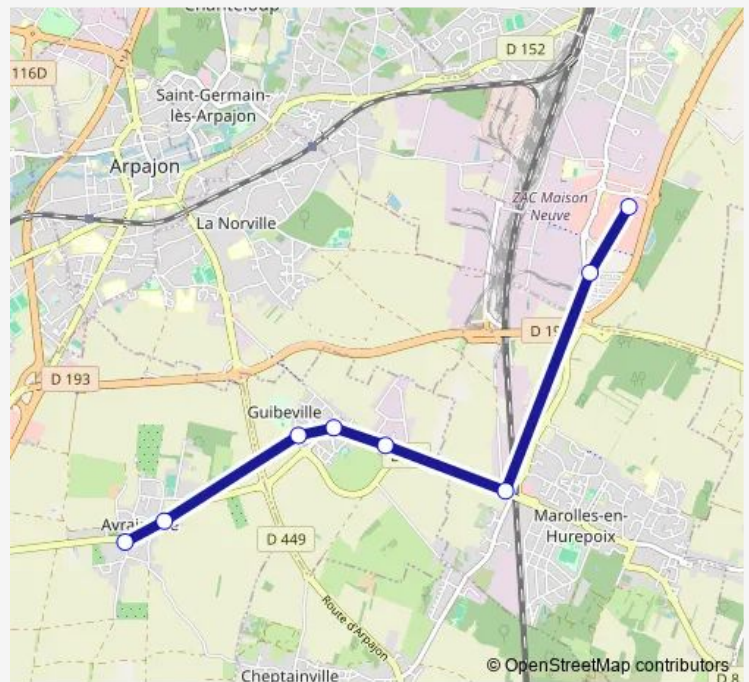 Chanteloup
D 152
116D
Saint-Germain-
lès-Arpajon
Arpajon
ZAC Maison
Neuve
La Norville
D 19
D 193
Guibeville
Marolles-en-
Hurepoix
D 449
Route d'Arpajon
© OpenStreetMap contributors
Cheptainville
D 8